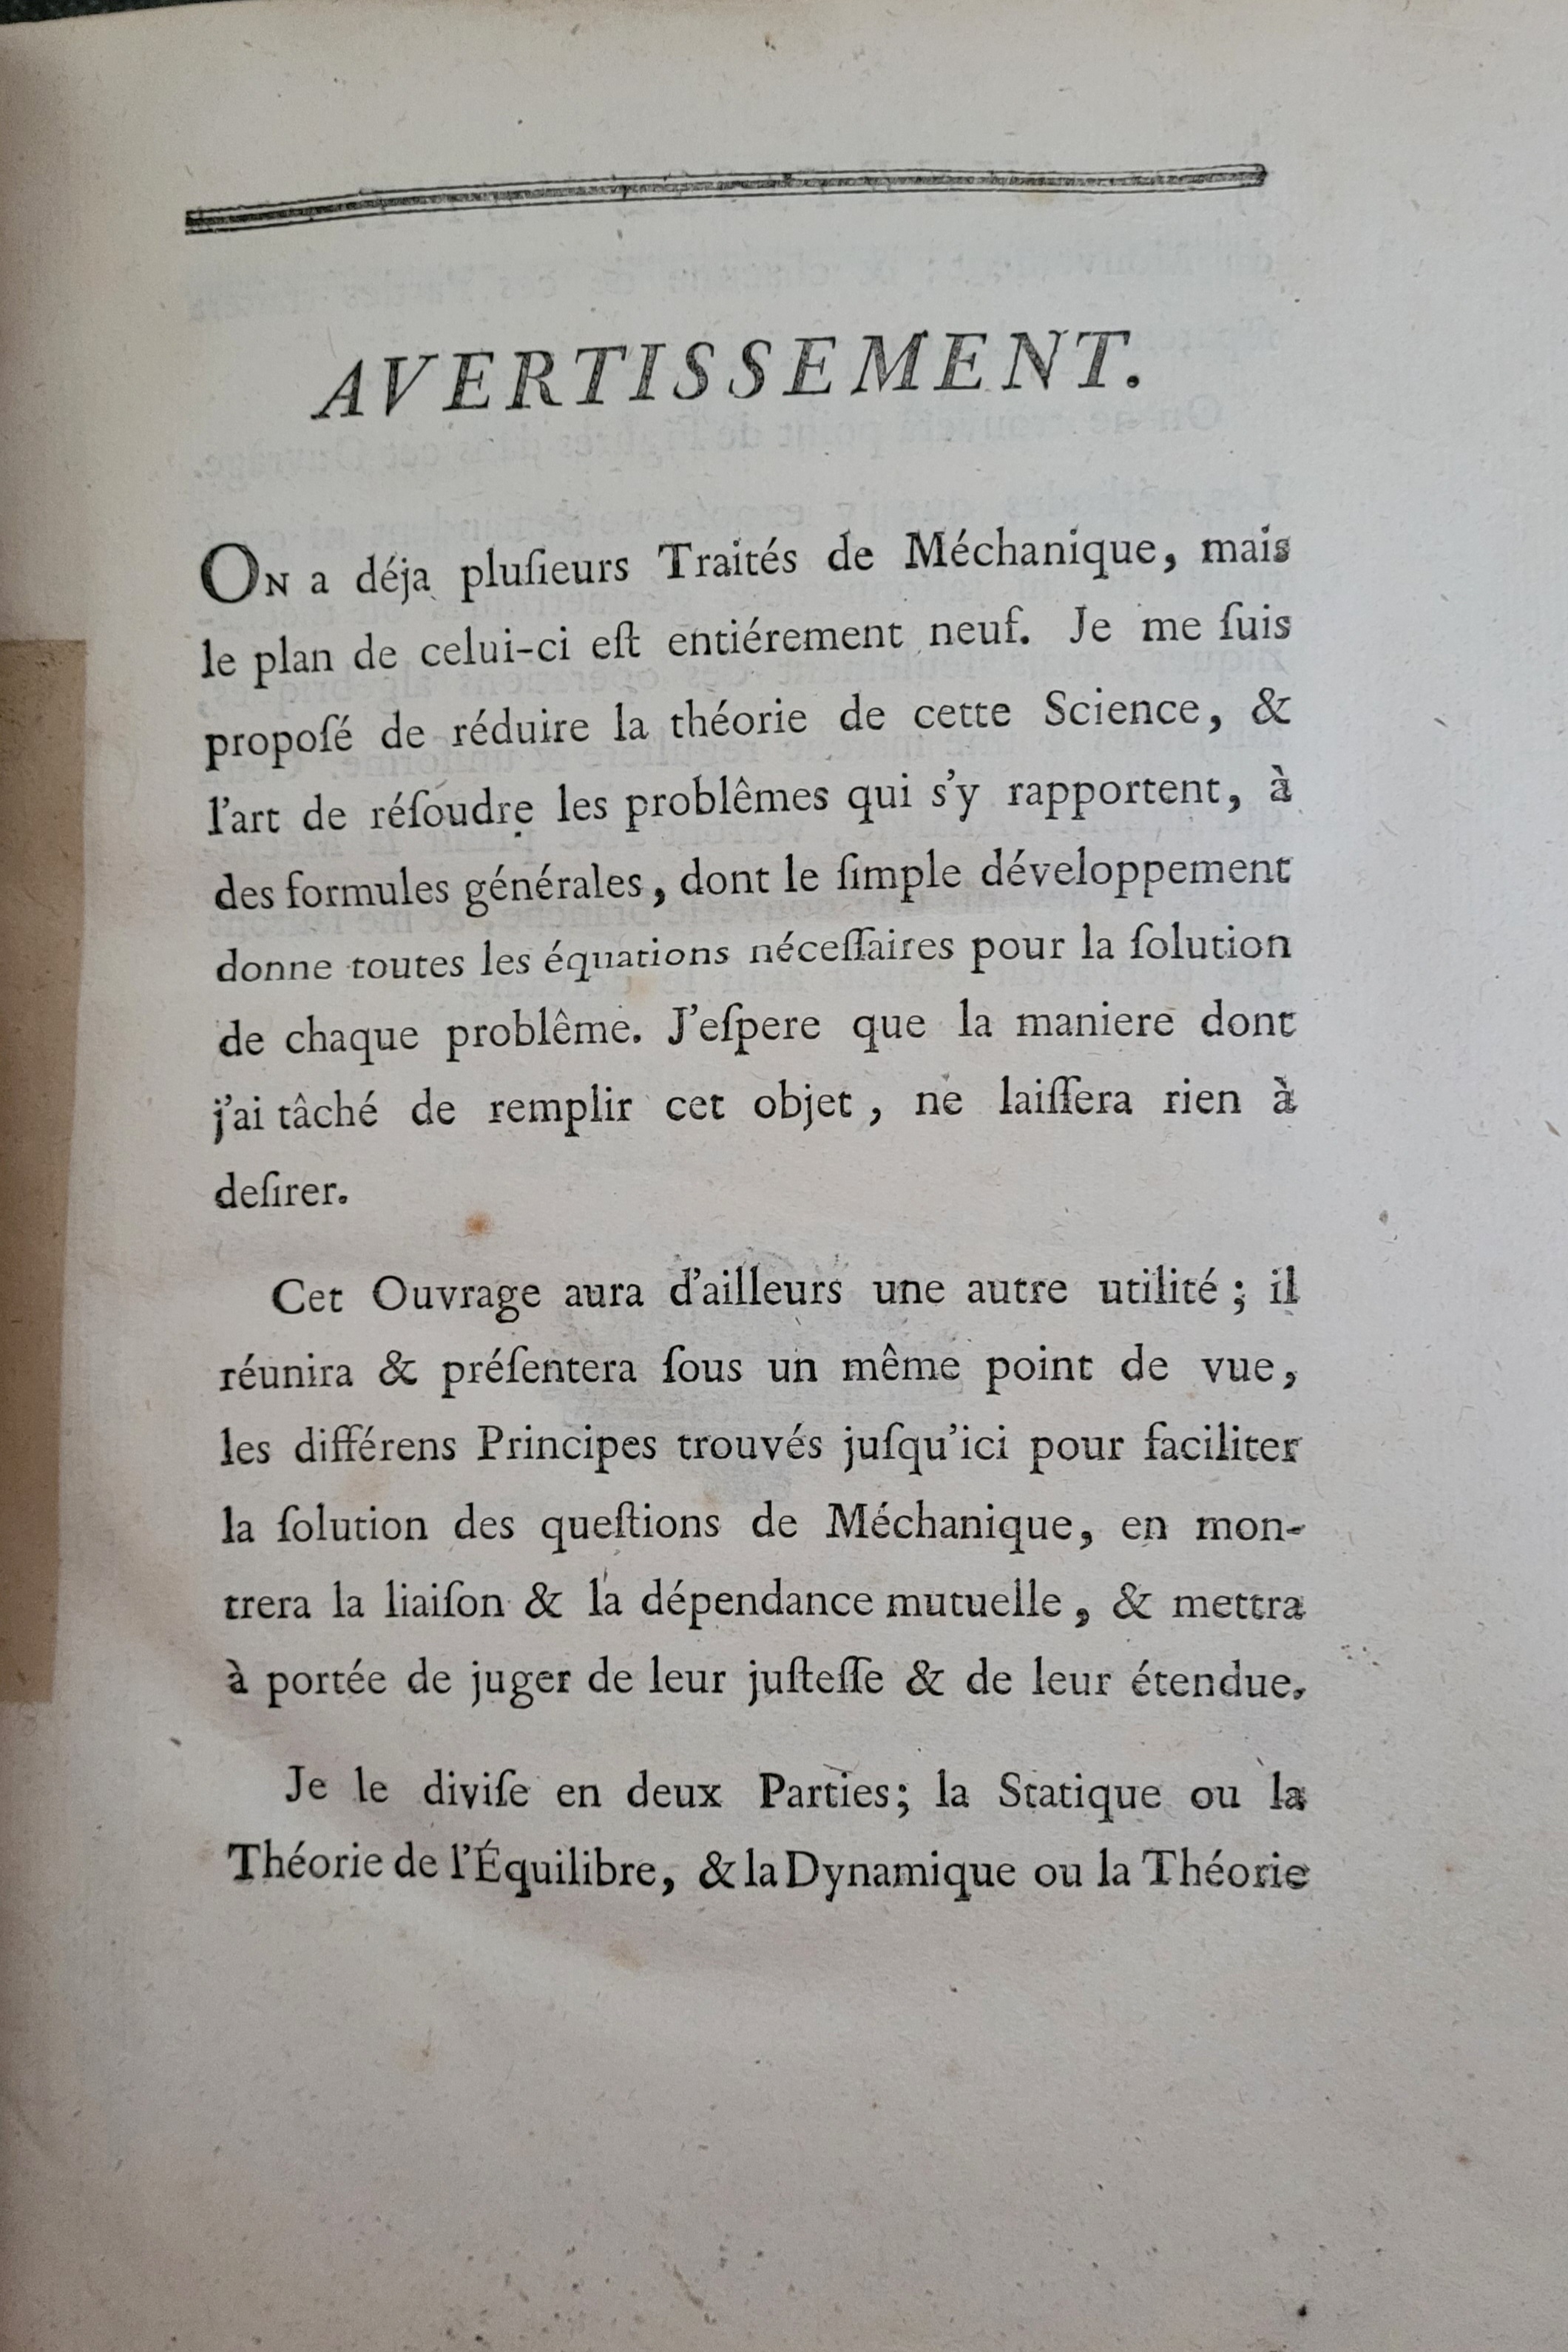 AVERTISSEMENT.
ON a déja pluſieurs Traités de Méchanique, mais
le plan de celui-ci eſt entiérement neuf. Je me ſuis
propoſé de réduire la théorie de cette Science, &
l'art de réſoudre les problêmes qui s'y rapportent, à
des formules générales, dont le ſimple développement
donne toutes les équations néceſſaires pour la ſolution
de chaque problême. J'eſpere que la maniere dont
j'ai tâché de remplir cet objet, ne laiſſera rien à
deſirer.
Cet Ouvrage aura d'ailleurs une autre utilité ; il
réunira & préſentera ſous un même point de vue,
les différens Principes trouvés juſqu'ici pour faciliter
la ſolution des queſtions de Méchanique, en mon-
trera la liaiſon & la dépendance mutuelle, & mettra
à portée de juger de leur juſteſſe & de leur étendue.
Je le diviſe en deux Parties; la Statique ou la
Théorie de l'Équilibre, & la Dynamique ou la Théorie